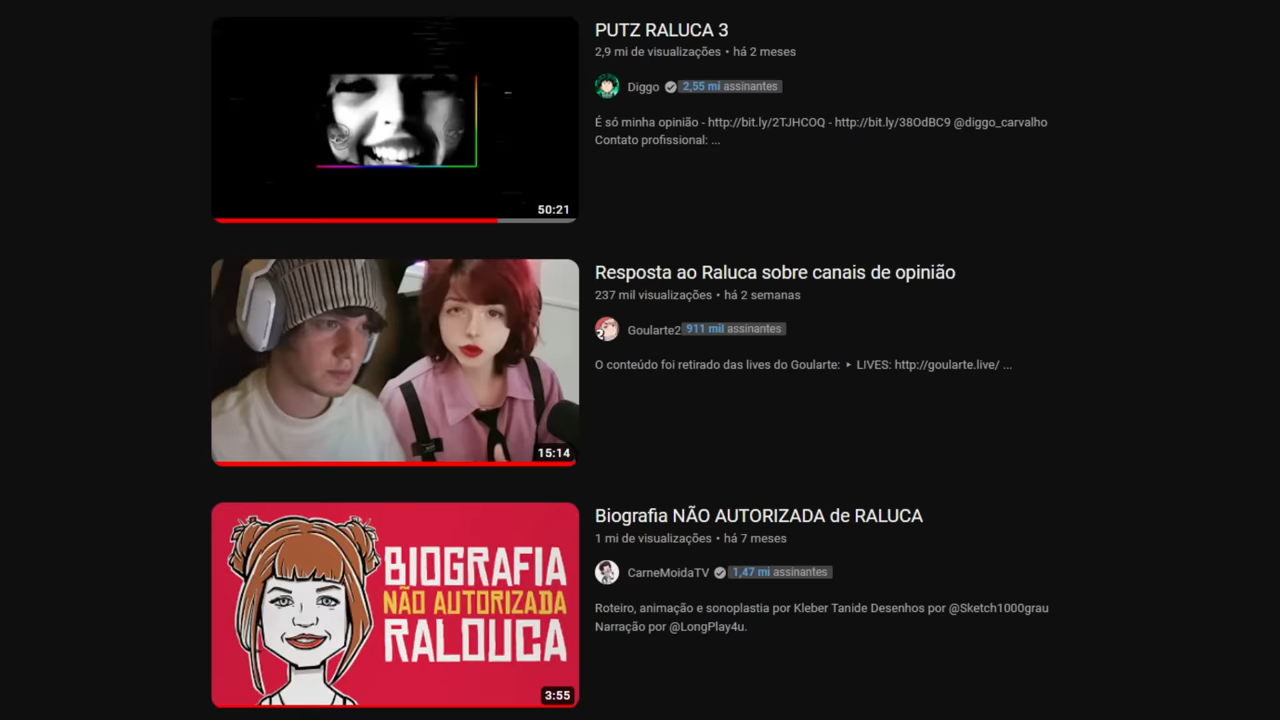 PUTZ RALUCA 3
2,9 mi de visualizações • há 2 meses
Diggo 2,55 mi assinantes
É só minha opinião - http://bit.ly/2TJHCOQ - http://bit.ly/38OdBC9 @diggo_carvalho
Contato profissional: ...
50:21
Resposta ao Raluca sobre canais de opinião
237 mil visualizações • há 2 semanas
Goularte2 911 mil assinantes
O conteúdo foi retirado das lives do Goularte: ► LIVES: http://goularte.live/ ...
15:14
Biografia NÃO AUTORIZADA de RALUCA
1 mi de visualizações • há 7 meses
CarneMoidaTV 1,47 mi assinantes
Roteiro, animação e sonoplastia por Kleber Tanide Desenhos por @Sketch1000grau
Narração por @LongPlay4u.
BIOGRAFIA
NÃO AUTORIZADA
RALOUCA
3:55